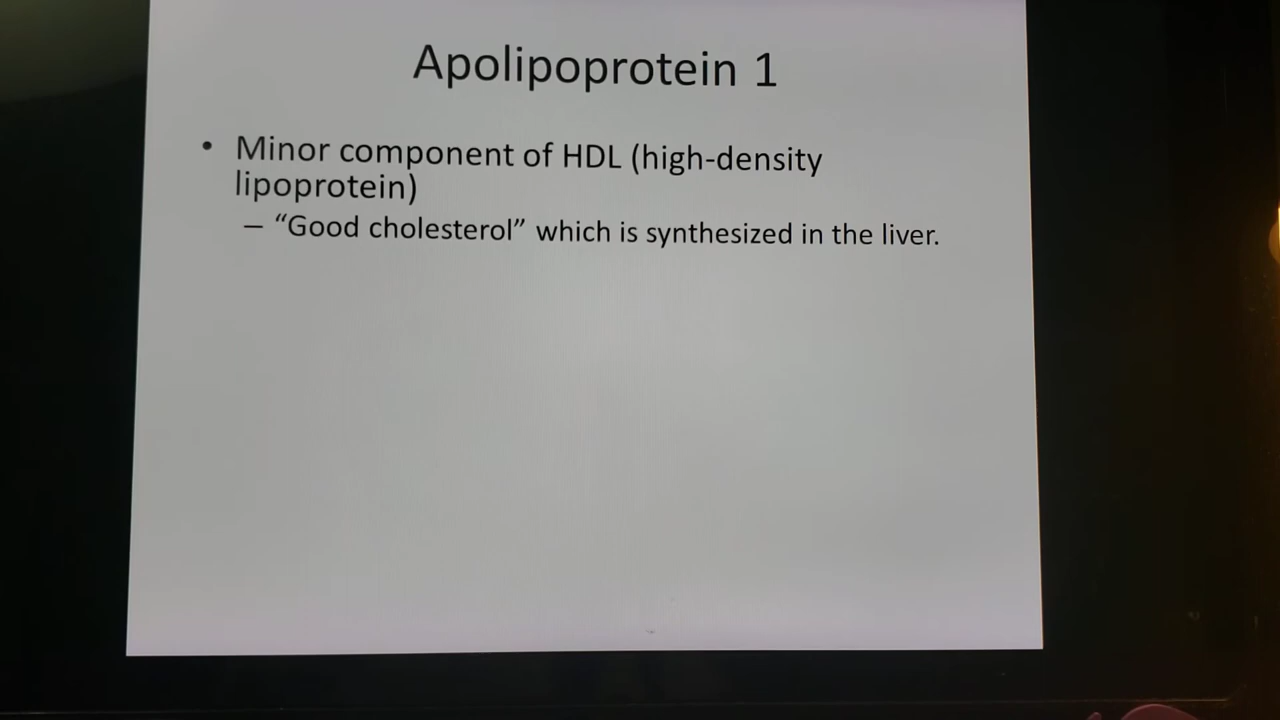 Apolipoprotein 1
• Minor component of HDL (high-density
lipoprotein)
– “Good cholesterol” which is synthesized in the liver.